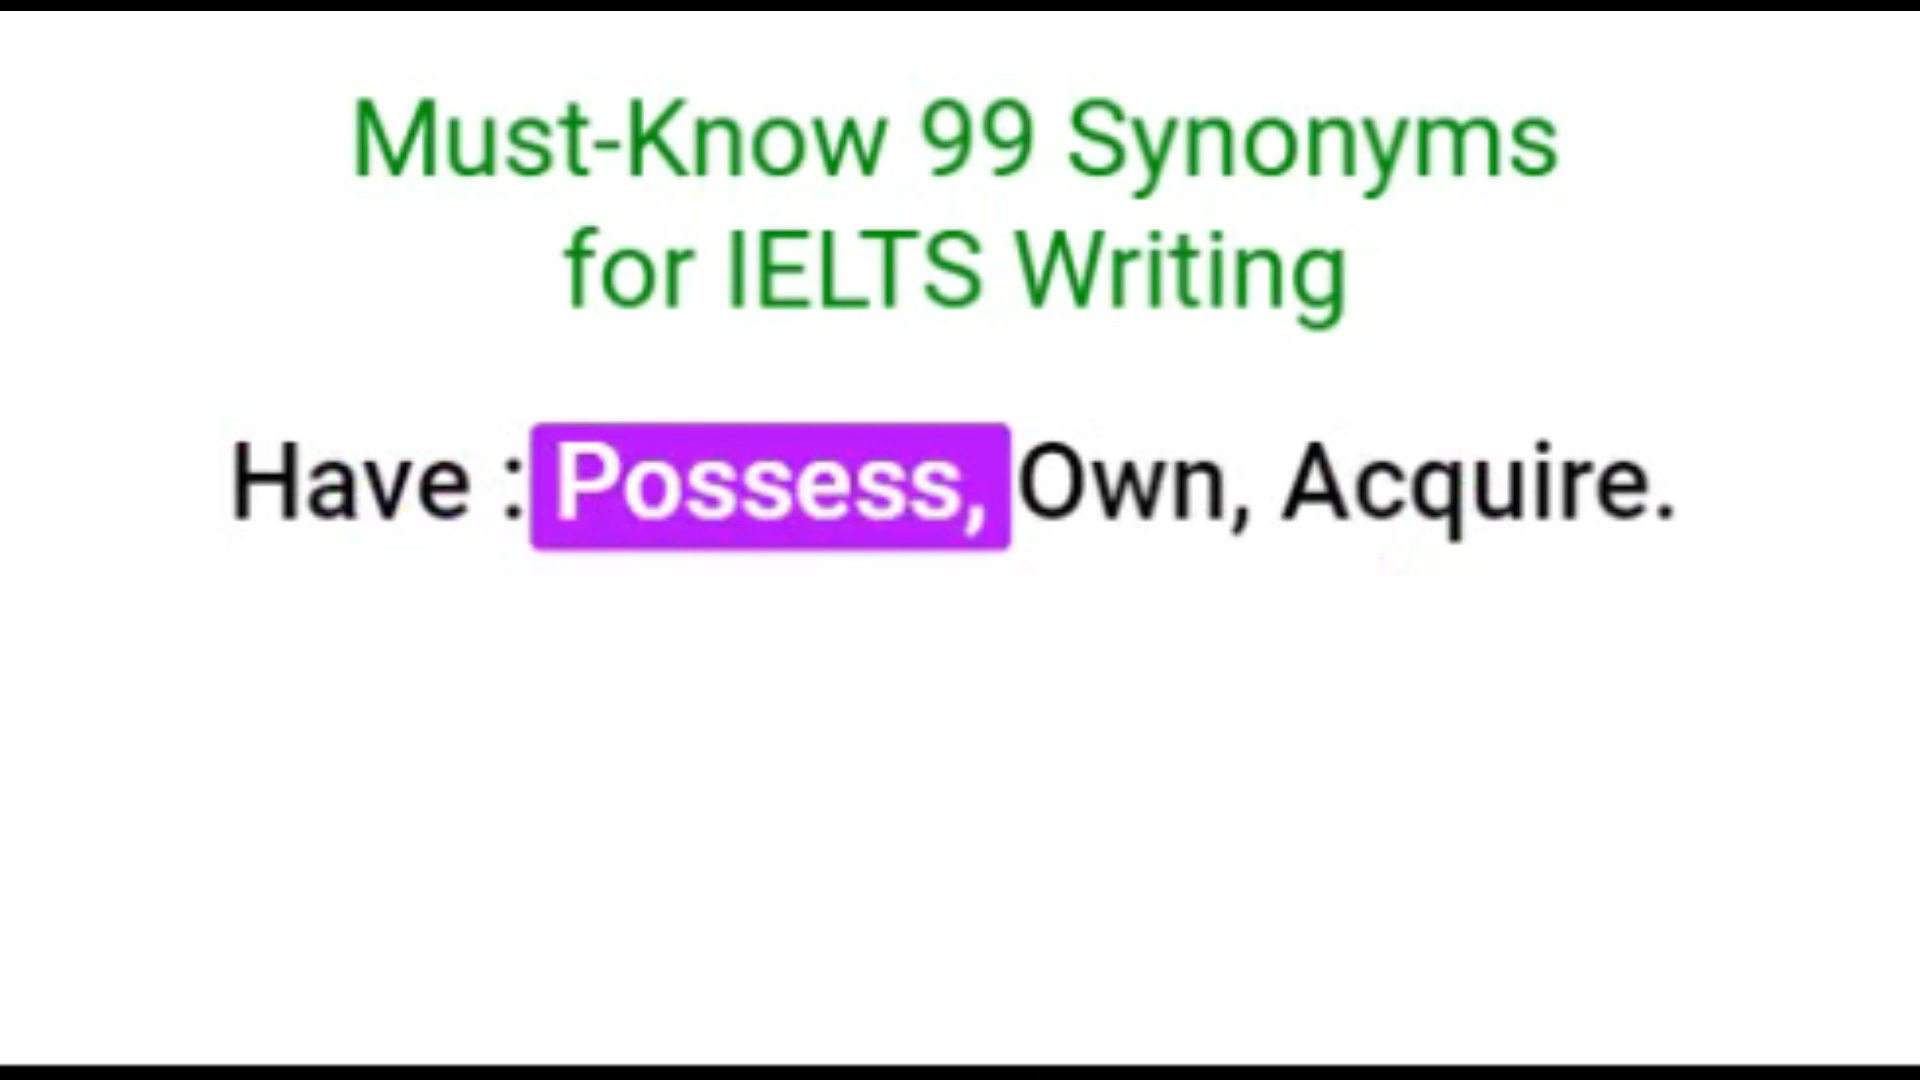 Must-Know 99 Synonyms
for IELTS Writing
Have : Possess, Own, Acquire.